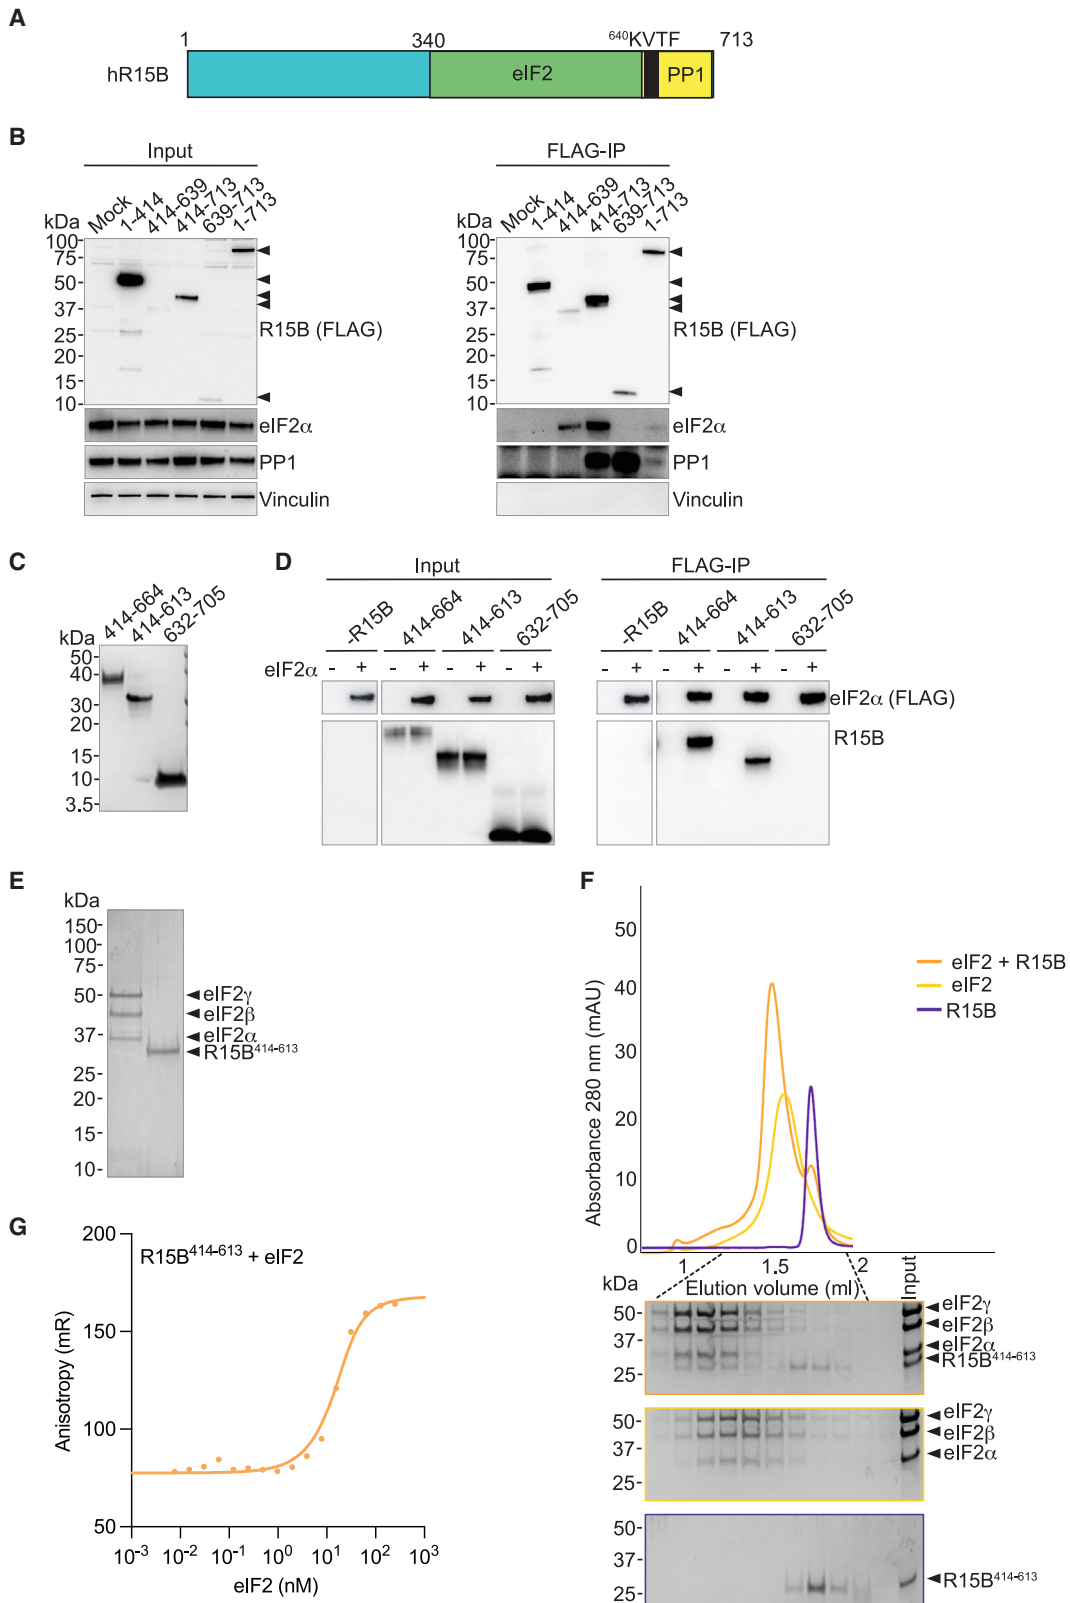 A
1 340 ⁶⁴⁰KVTF 713
hR15B eIF2 PP1
B
Input FLAG-IP
Mock 1-414 414-639 414-713 639-713 1-713
Mock 1-414 414-639 414-713 639-713 1-713
kDa
100
75
50
37
25
20
15
10
R15B (FLAG)
eIF2α
PP1
Vinculin
kDa
100
75
50
37
25
20
15
10
R15B (FLAG)
eIF2α
PP1
Vinculin
C
414-664 414-613 632-705
kDa
50
40
30
20
15
10
3.5
D
Input FLAG-IP
-R15B 414-664 414-613 632-705
-R15B 414-664 414-613 632-705
eIF2α - + - + - + - +
- + - + - + - +
eIF2α (FLAG)
R15B
E
kDa
150
100
75
50
37
25
20
15
10
eIF2γ
eIF2β
eIF2α
R15B⁴¹⁴⁻⁶¹³
F
Absorbance 280 nm (mAU)
50
40
30
20
10
0
eIF2 + R15B
eIF2
R15B
1 1.5 2
Elution volume (ml)
Input
kDa
50
37
25
eIF2γ
eIF2β
eIF2α
R15B⁴¹⁴⁻⁶¹³
50
37
25
eIF2γ
eIF2β
eIF2α
50
37
25
R15B⁴¹⁴⁻⁶¹³
G
R15B⁴¹⁴⁻⁶¹³ + eIF2
Anisotropy (mR)
200
150
100
50
10⁻³ 10⁻² 10⁻¹ 10⁰ 10¹ 10² 10³
eIF2 (nM)